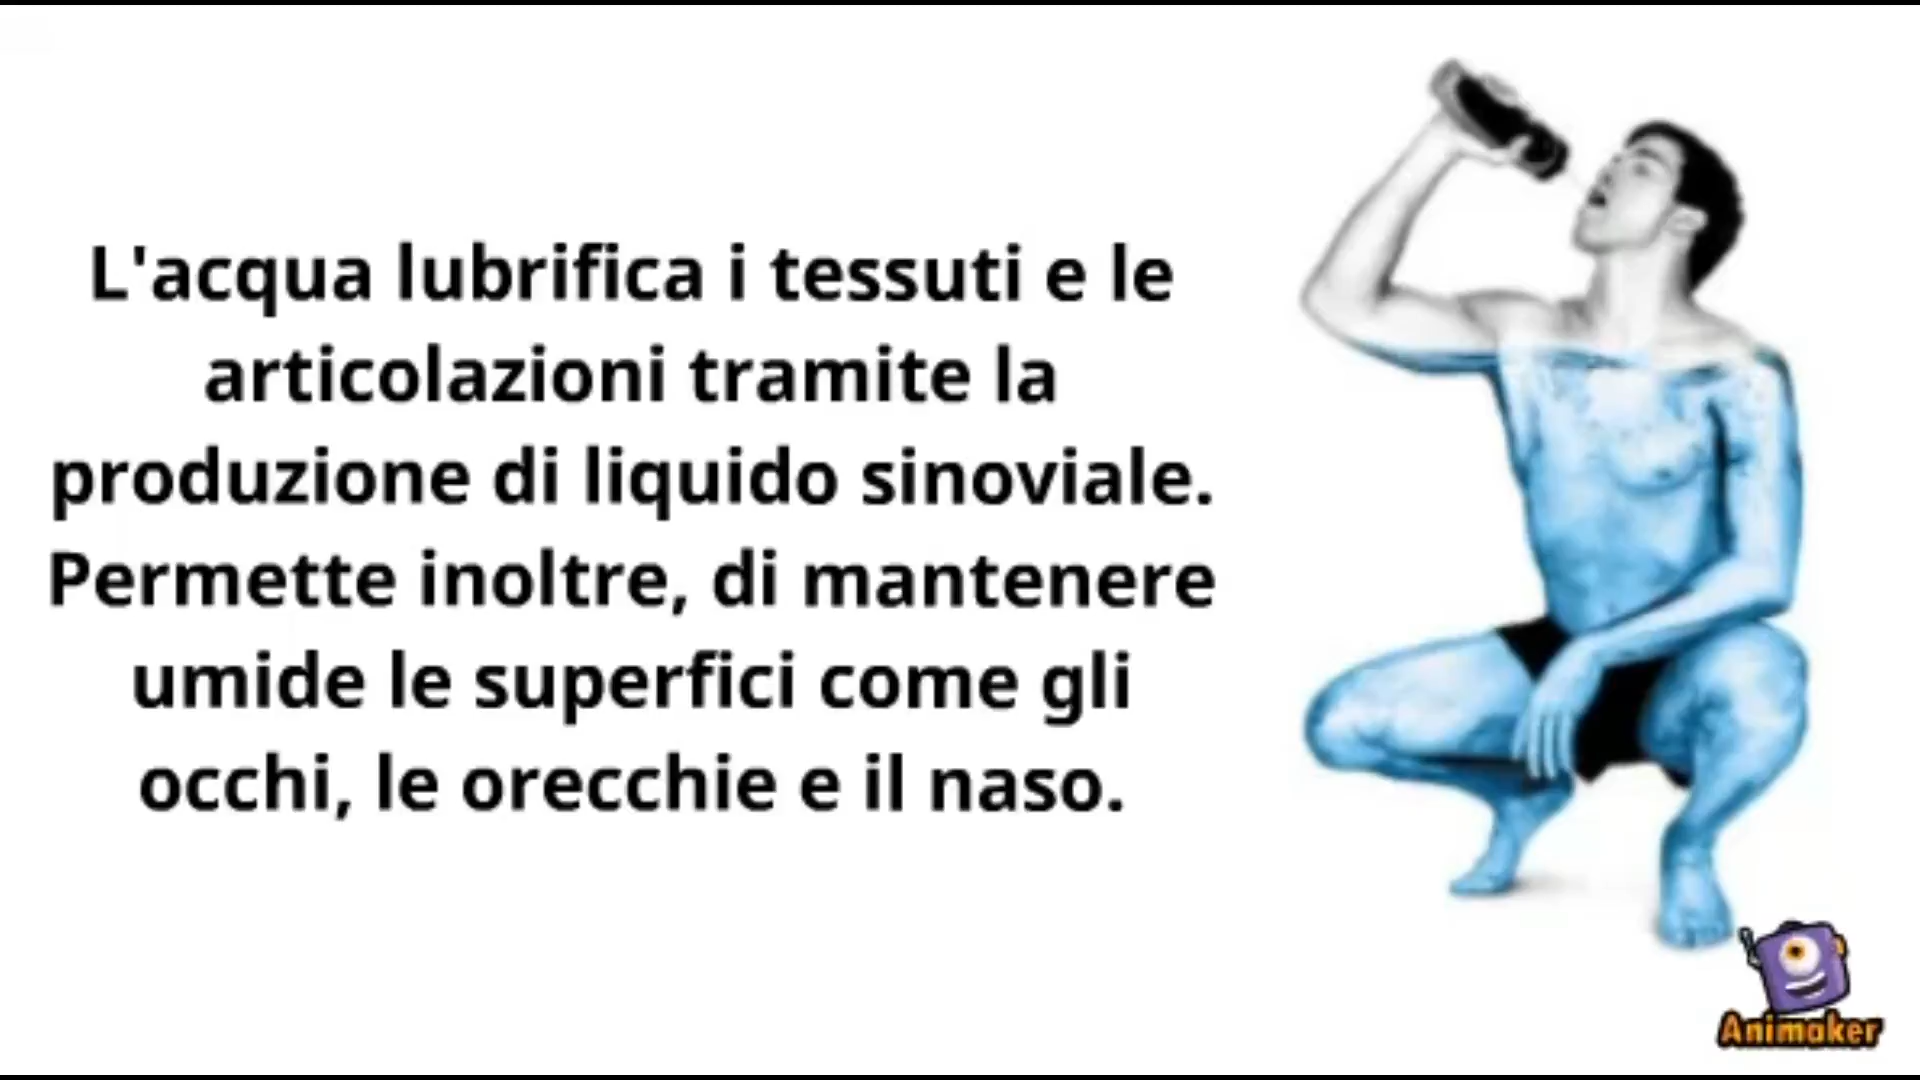 L'acqua lubrifica i tessuti e le
articolazioni tramite la
produzione di liquido sinoviale.
Permette inoltre, di mantenere
umide le superfici come gli
occhi, le orecchie e il naso.
Animaker